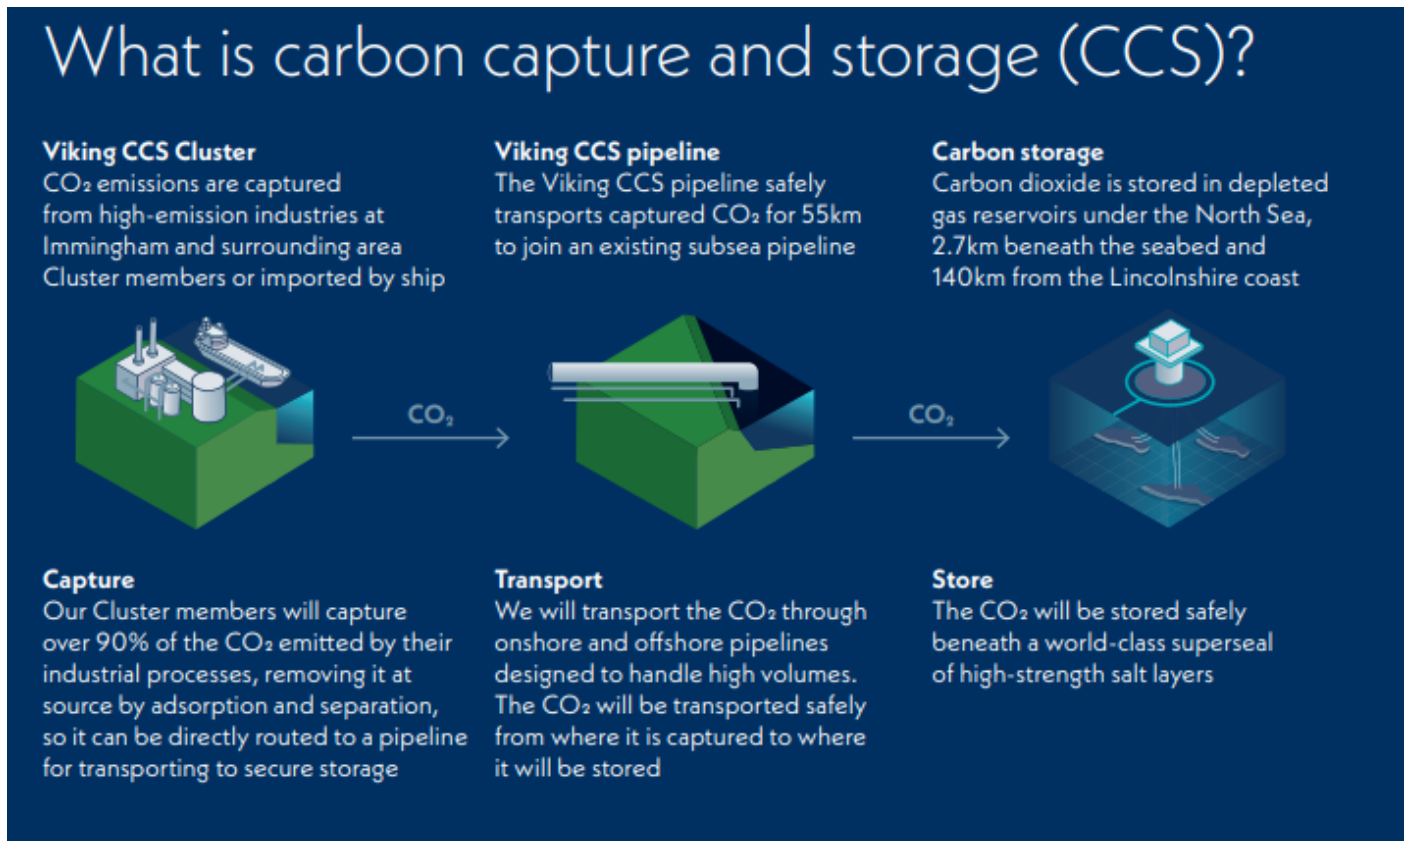 What is carbon capture and storage (CCS)?
Viking CCS Cluster
CO₂ emissions are captured
from high-emission industries at
Immingham and surrounding area
Cluster members or imported by ship
Viking CCS pipeline
The Viking CCS pipeline safely
transports captured CO₂ for 55km
to join an existing subsea pipeline
Carbon storage
Carbon dioxide is stored in depleted
gas reservoirs under the North Sea,
2.7km beneath the seabed and
140km from the Lincolnshire coast
CO₂
CO₂
Capture
Our Cluster members will capture
over 90% of the CO₂ emitted by their
industrial processes, removing it at
source by adsorption and separation,
so it can be directly routed to a pipeline
for transporting to secure storage
Transport
We will transport the CO₂ through
onshore and offshore pipelines
designed to handle high volumes.
The CO₂ will be transported safely
from where it is captured to where
it will be stored
Store
The CO₂ will be stored safely
beneath a world-class superseal
of high-strength salt layers